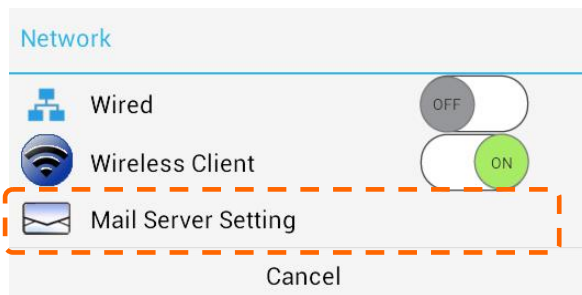 Network
Wired OFF
Wireless Client ON
Mail Server Setting
Cancel